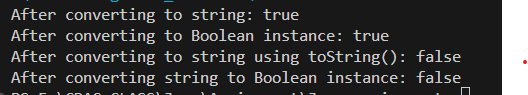 After converting to string: true
After converting to Boolean instance: true
After converting to string using toString(): false
After converting string to Boolean instance: false